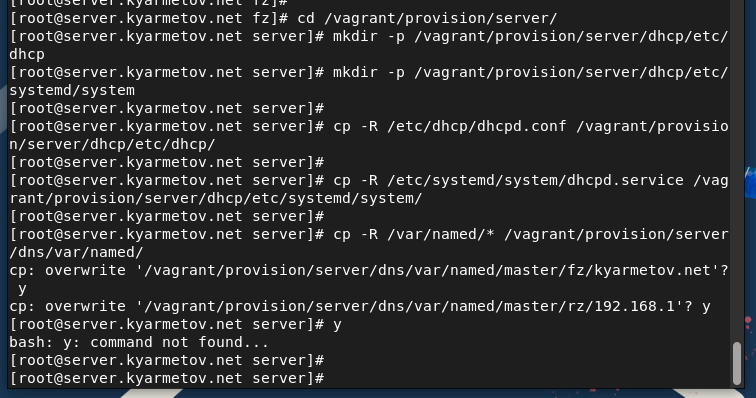 [root@server.kyarmetov.net fz]#
[root@server.kyarmetov.net fz]# cd /vagrant/provision/server/
[root@server.kyarmetov.net server]# mkdir -p /vagrant/provision/server/dhcp/etc/
dhcp
[root@server.kyarmetov.net server]# mkdir -p /vagrant/provision/server/dhcp/etc/
systemd/system
[root@server.kyarmetov.net server]#
[root@server.kyarmetov.net server]# cp -R /etc/dhcp/dhcpd.conf /vagrant/provisio
n/server/dhcp/etc/dhcp/
[root@server.kyarmetov.net server]#
[root@server.kyarmetov.net server]# cp -R /etc/systemd/system/dhcpd.service /vag
rant/provision/server/dhcp/etc/systemd/system/
[root@server.kyarmetov.net server]#
[root@server.kyarmetov.net server]# cp -R /var/named/* /vagrant/provision/server
/dns/var/named/
cp: overwrite '/vagrant/provision/server/dns/var/named/master/fz/kyarmetov.net'?
y
cp: overwrite '/vagrant/provision/server/dns/var/named/master/rz/192.168.1'? y
[root@server.kyarmetov.net server]# y
bash: y: command not found...
[root@server.kyarmetov.net server]#
[root@server.kyarmetov.net server]#